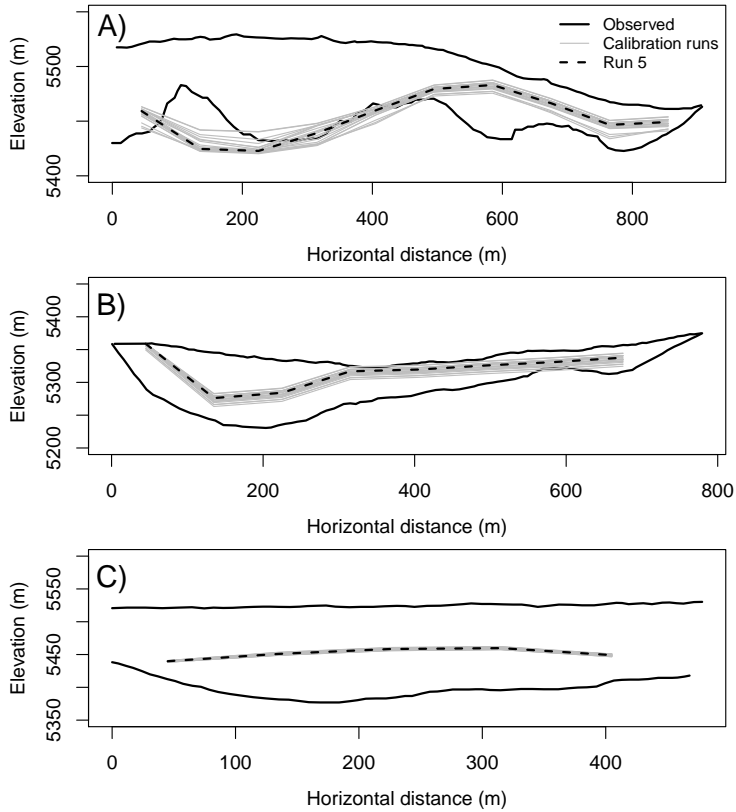 A)
Observed
Calibration runs
Run 5
Elevation (m)
5400
5500
0
200
400
600
800
Horizontal distance (m)
B)
Elevation (m)
5200
5300
5400
0
200
400
600
800
Horizontal distance (m)
C)
Elevation (m)
5350
5450
5550
0
100
200
300
400
Horizontal distance (m)